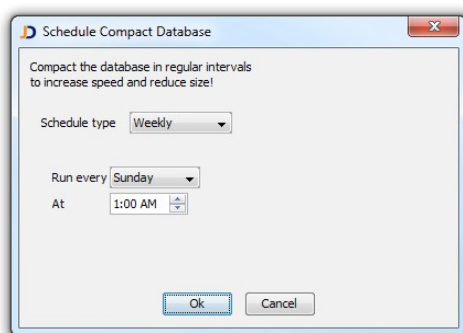 Schedule Compact Database
Compact the database in regular intervals
to increase speed and reduce size!
Schedule type Weekly
Run every Sunday
At 1:00 AM
Ok Cancel